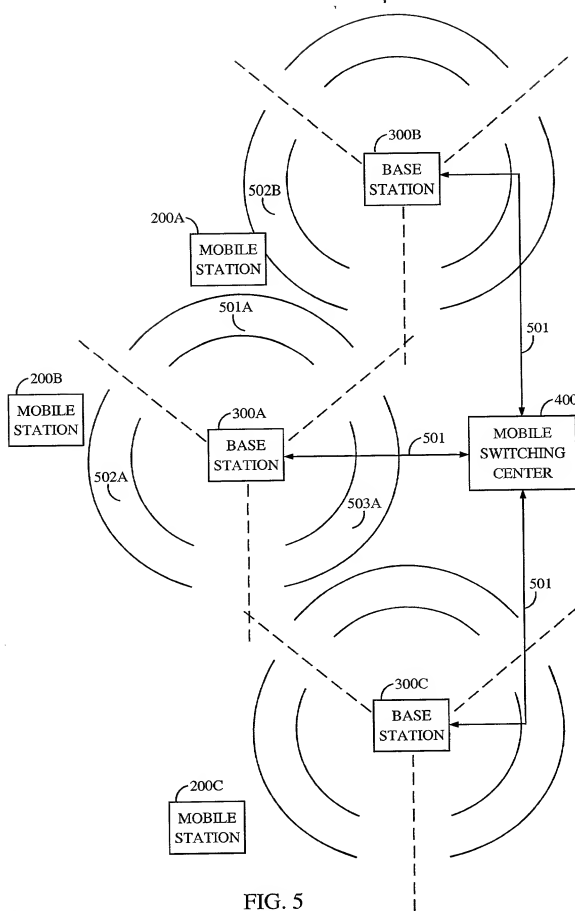 300B
BASE
STATION
502B
200A
MOBILE
STATION
501A
501
200B
MOBILE
STATION
300A
BASE
STATION
501
400
MOBILE
SWITCHING
CENTER
502A
503A
501
300C
BASE
STATION
200C
MOBILE
STATION
FIG. 5